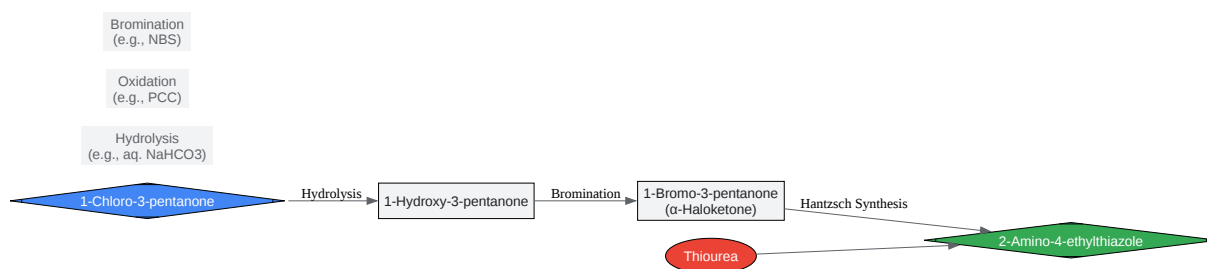 Bromination
(e.g., NBS)
Oxidation
(e.g., PCC)
Hydrolysis
(e.g., aq. NaHCO3)
1-Chloro-3-pentanone
Hydrolysis
1-Hydroxy-3-pentanone
Bromination
1-Bromo-3-pentanone
(α-Haloketone)
Hantzsch Synthesis
Thiourea
2-Amino-4-ethylthiazole